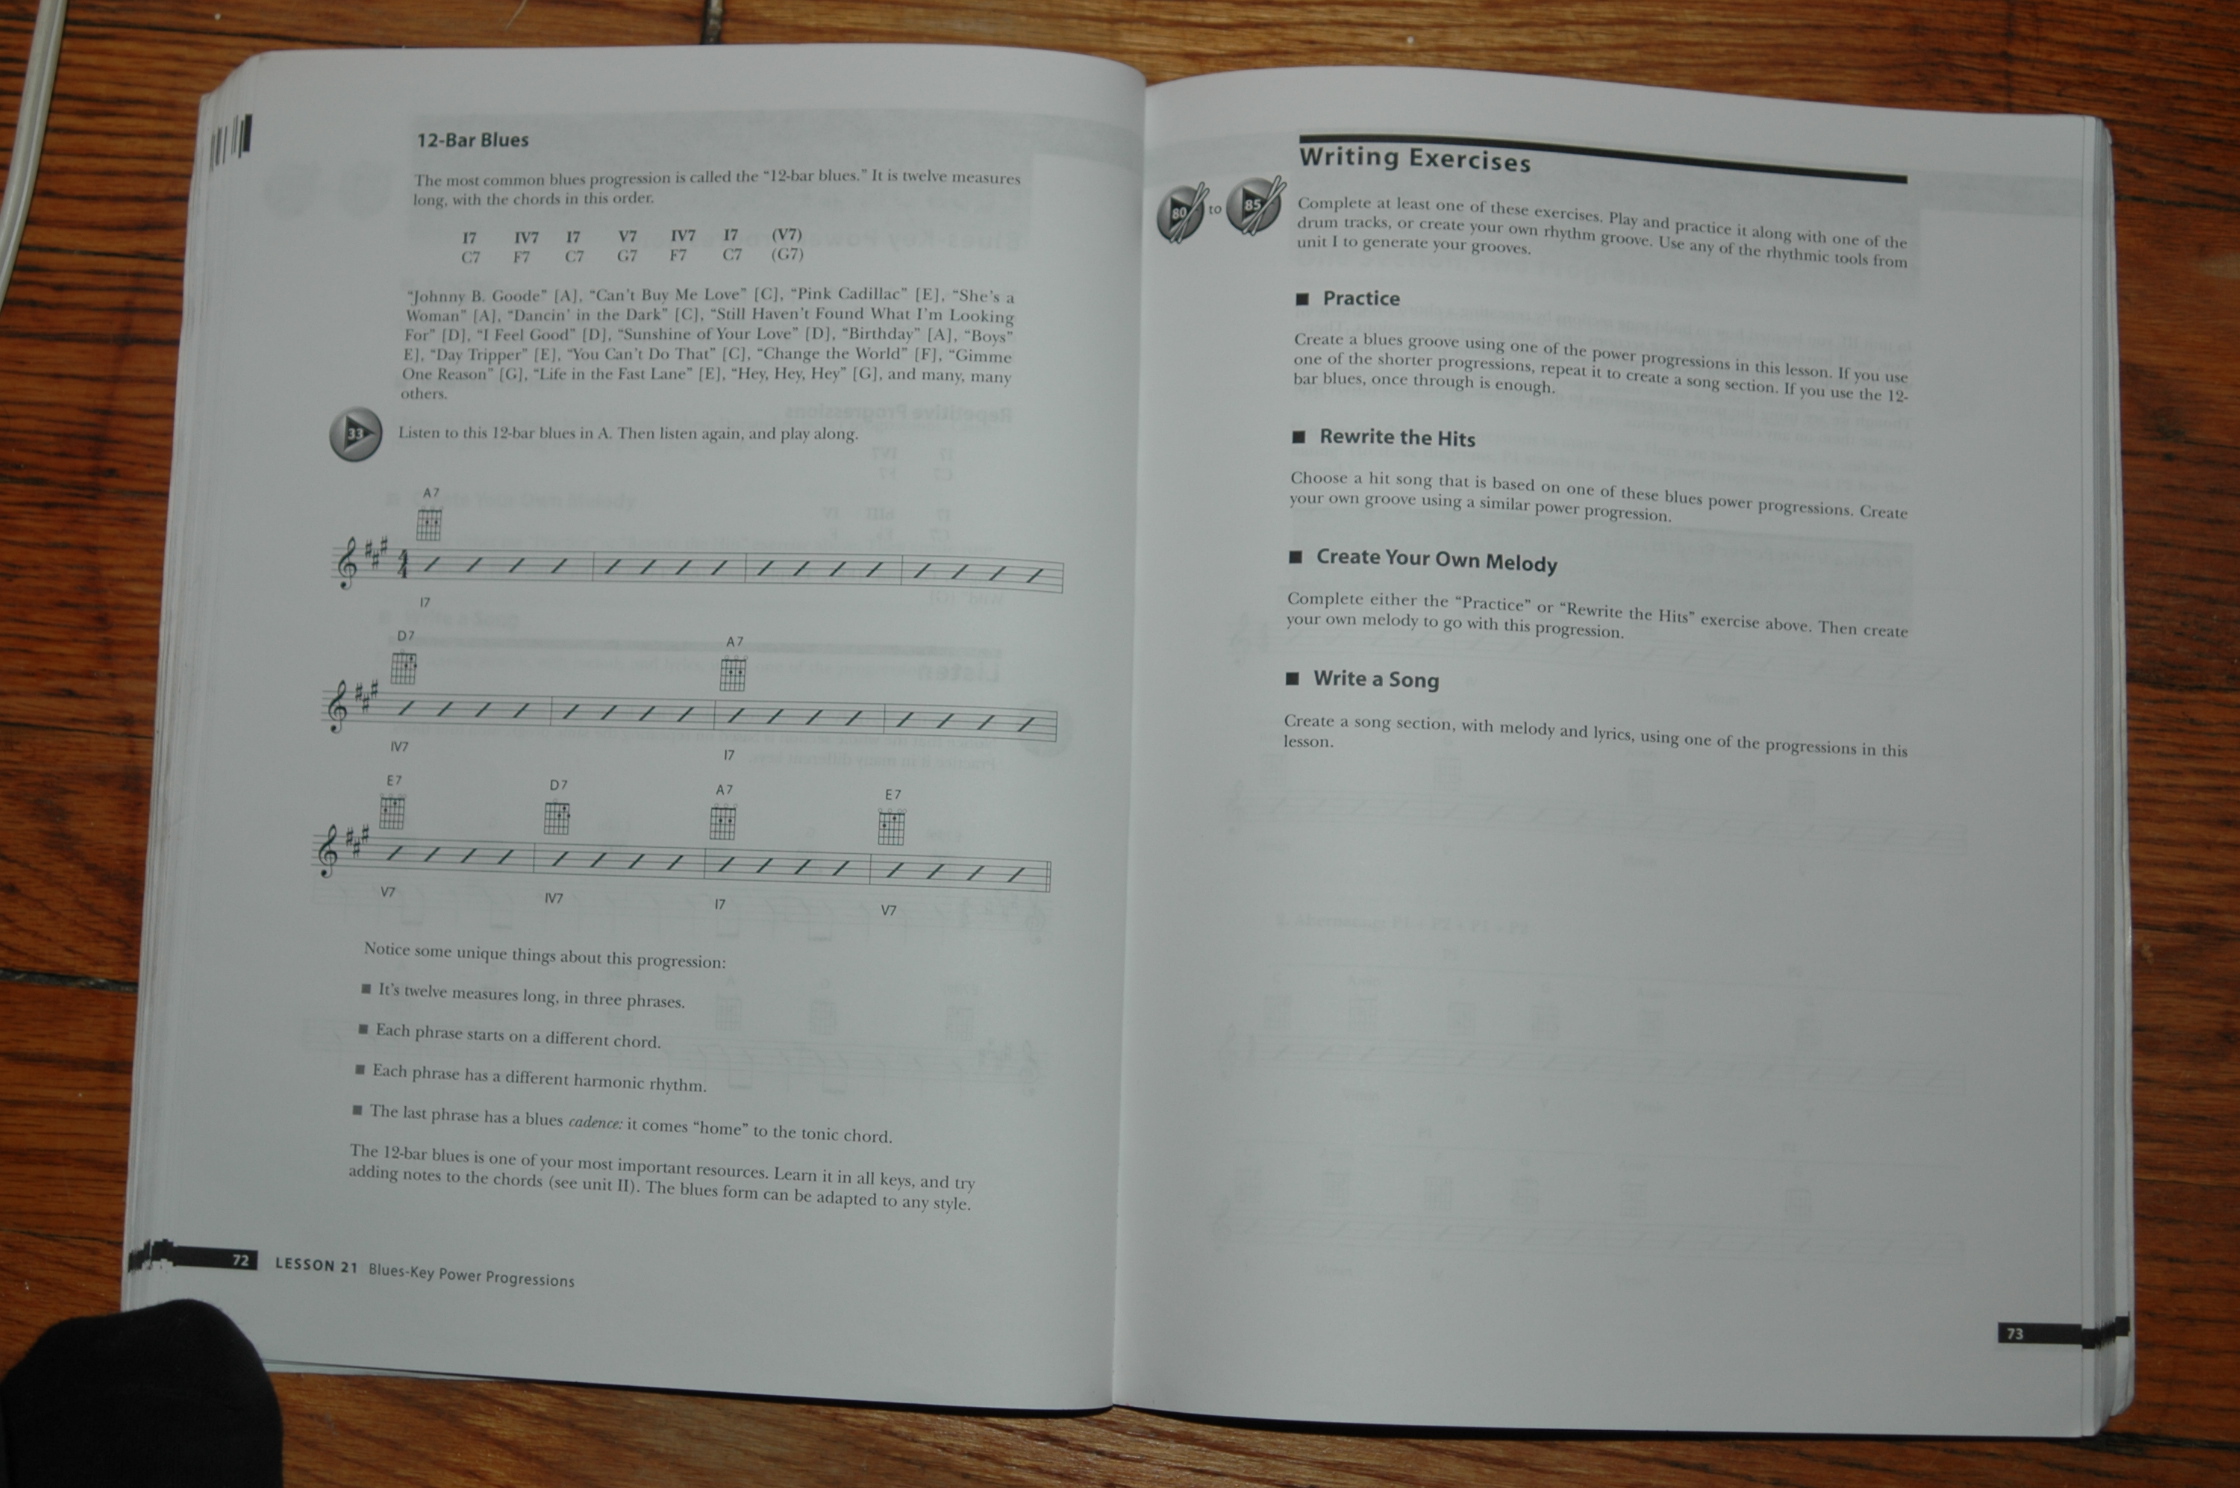 12-Bar Blues
The most common blues progression is called the “12-bar blues.” It is twelve measures
long, with the chords in this order.
I7 IV7 I7 V7 IV7 I7 (V7)
C7 F7 C7 G7 F7 C7 (G7)
“Johnny B. Goode” [A], “Can’t Buy Me Love” [C], “Pink Cadillac” [E], “She’s a
Woman” [A], “Dancin’ in the Dark” [C], “Still Haven’t Found What I’m Looking
For” [D], “I Feel Good” [D], “Sunshine of Your Love” [D], “Birthday” [A], “Boys”
E], “Day Tripper” [E], “You Can’t Do That” [C], “Change the World” [F], “Gimme
One Reason” [G], “Life in the Fast Lane” [E], “Hey, Hey, Hey” [G], and many, many
others.
33
Listen to this 12-bar blues in A. Then listen again, and play along.
A7
4
4
I7
D7 A7
IV7 I7
E7 D7 A7 E7
V7 IV7 I7 V7
Notice some unique things about this progression:
■ It’s twelve measures long, in three phrases.
■ Each phrase starts on a different chord.
■ Each phrase has a different harmonic rhythm.
■ The last phrase has a blues cadence: it comes “home” to the tonic chord.
The 12-bar blues is one of your most important resources. Learn it in all keys, and try
adding notes to the chords (see unit II). The blues form can be adapted to any style.
72 LESSON 21 Blues-Key Power Progressions
Writing Exercises
80 to 85
Complete at least one of these exercises. Play and practice it along with one of the
drum tracks, or create your own rhythm groove. Use any of the rhythmic tools from
unit I to generate your grooves.
■ Practice
Create a blues groove using one of the power progressions in this lesson. If you use
one of the shorter progressions, repeat it to create a song section. If you use the 12-
bar blues, once through is enough.
■ Rewrite the Hits
Choose a hit song that is based on one of these blues power progressions. Create
your own groove using a similar power progression.
■ Create Your Own Melody
Complete either the “Practice” or “Rewrite the Hits” exercise above. Then create
your own melody to go with this progression.
■ Write a Song
Create a song section, with melody and lyrics, using one of the progressions in this
lesson.
73